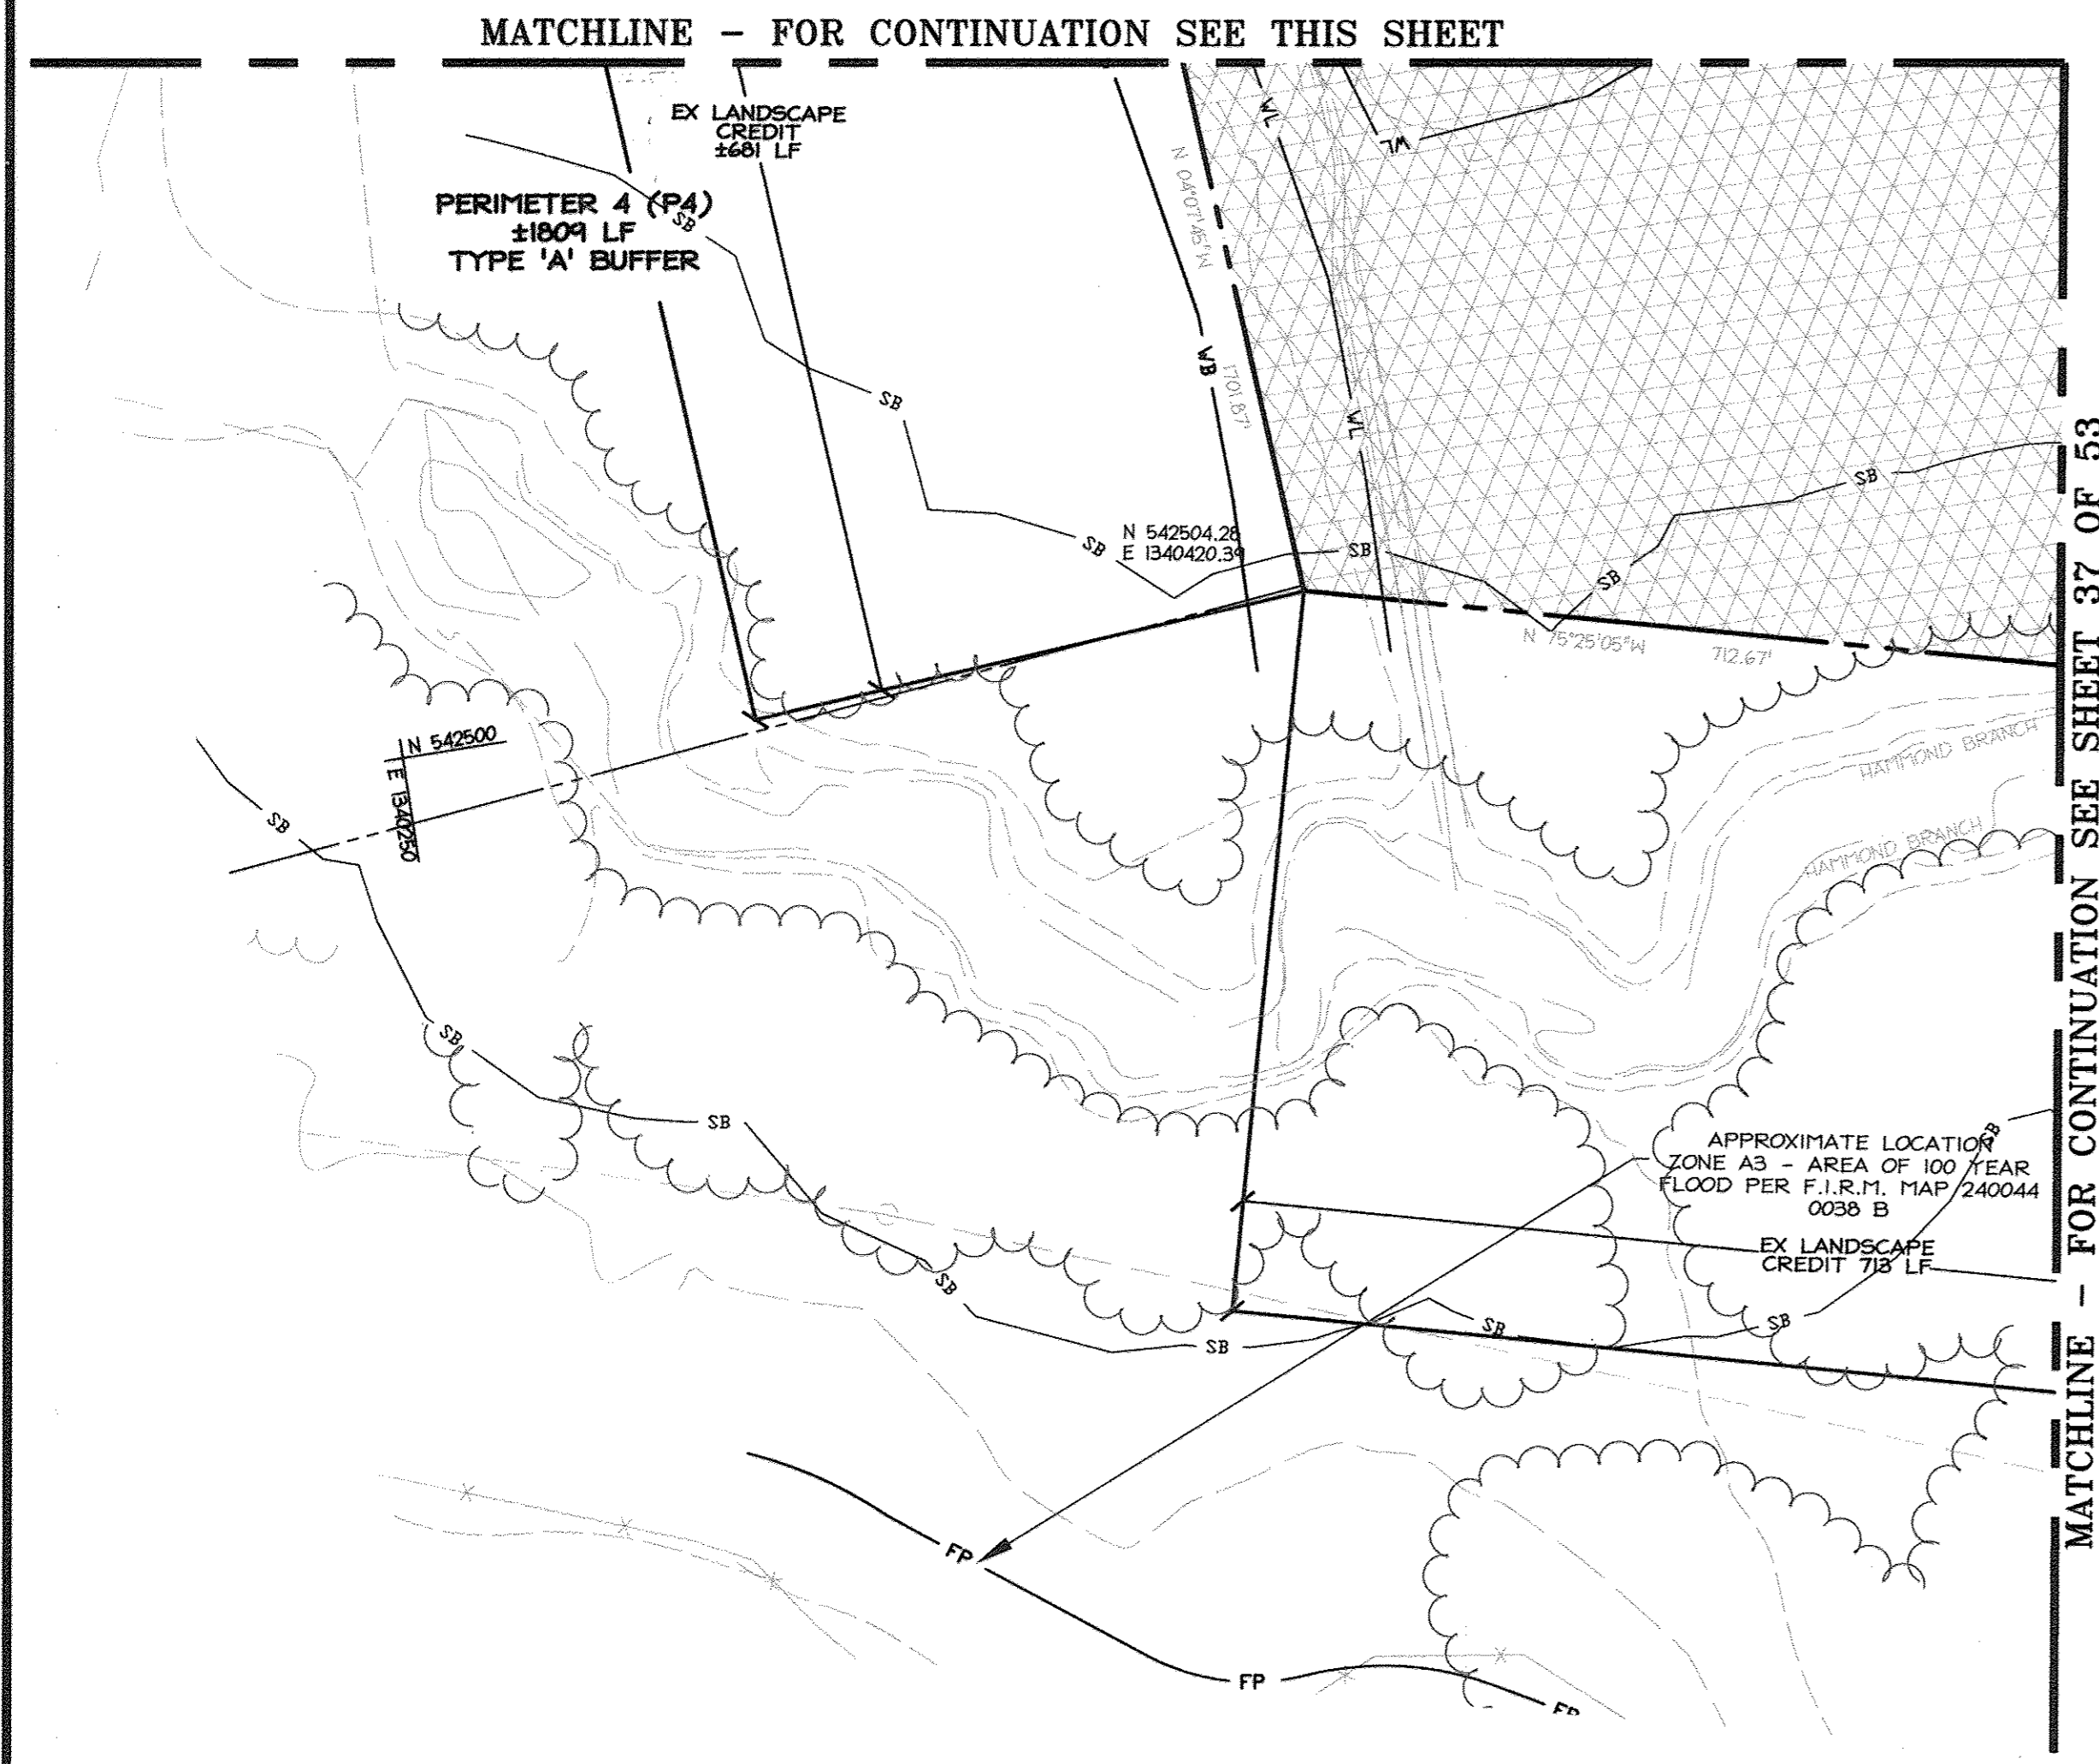 MATCHLINE - FOR CONTINUATION SEE THIS SHEET
EX LANDSCAPE
CREDIT
±681 LF
PERIMETER 4 (P4)
±1809 LF
TYPE 'A' BUFFER
SB
WL
WL
N 04°07'45"W
WB
1701.87'
WL
SB
SB
N 542504.28
E 1340420.39
SB
SB
SB
N 75°25'05"W
712.67'
HAMMOND BRANCH
HAMMOND BRANCH
N 542500
E 1340250
SB
SB
SB
SB
SB
SB
SB
SB
APPROXIMATE LOCATION
ZONE A3 - AREA OF 100 YEAR
FLOOD PER F.I.R.M. MAP 240044
0038 B
EX LANDSCAPE
CREDIT 713 LF
FP
FP
FP
MATCHLINE - FOR CONTINUATION SEE SHEET 37 OF 53